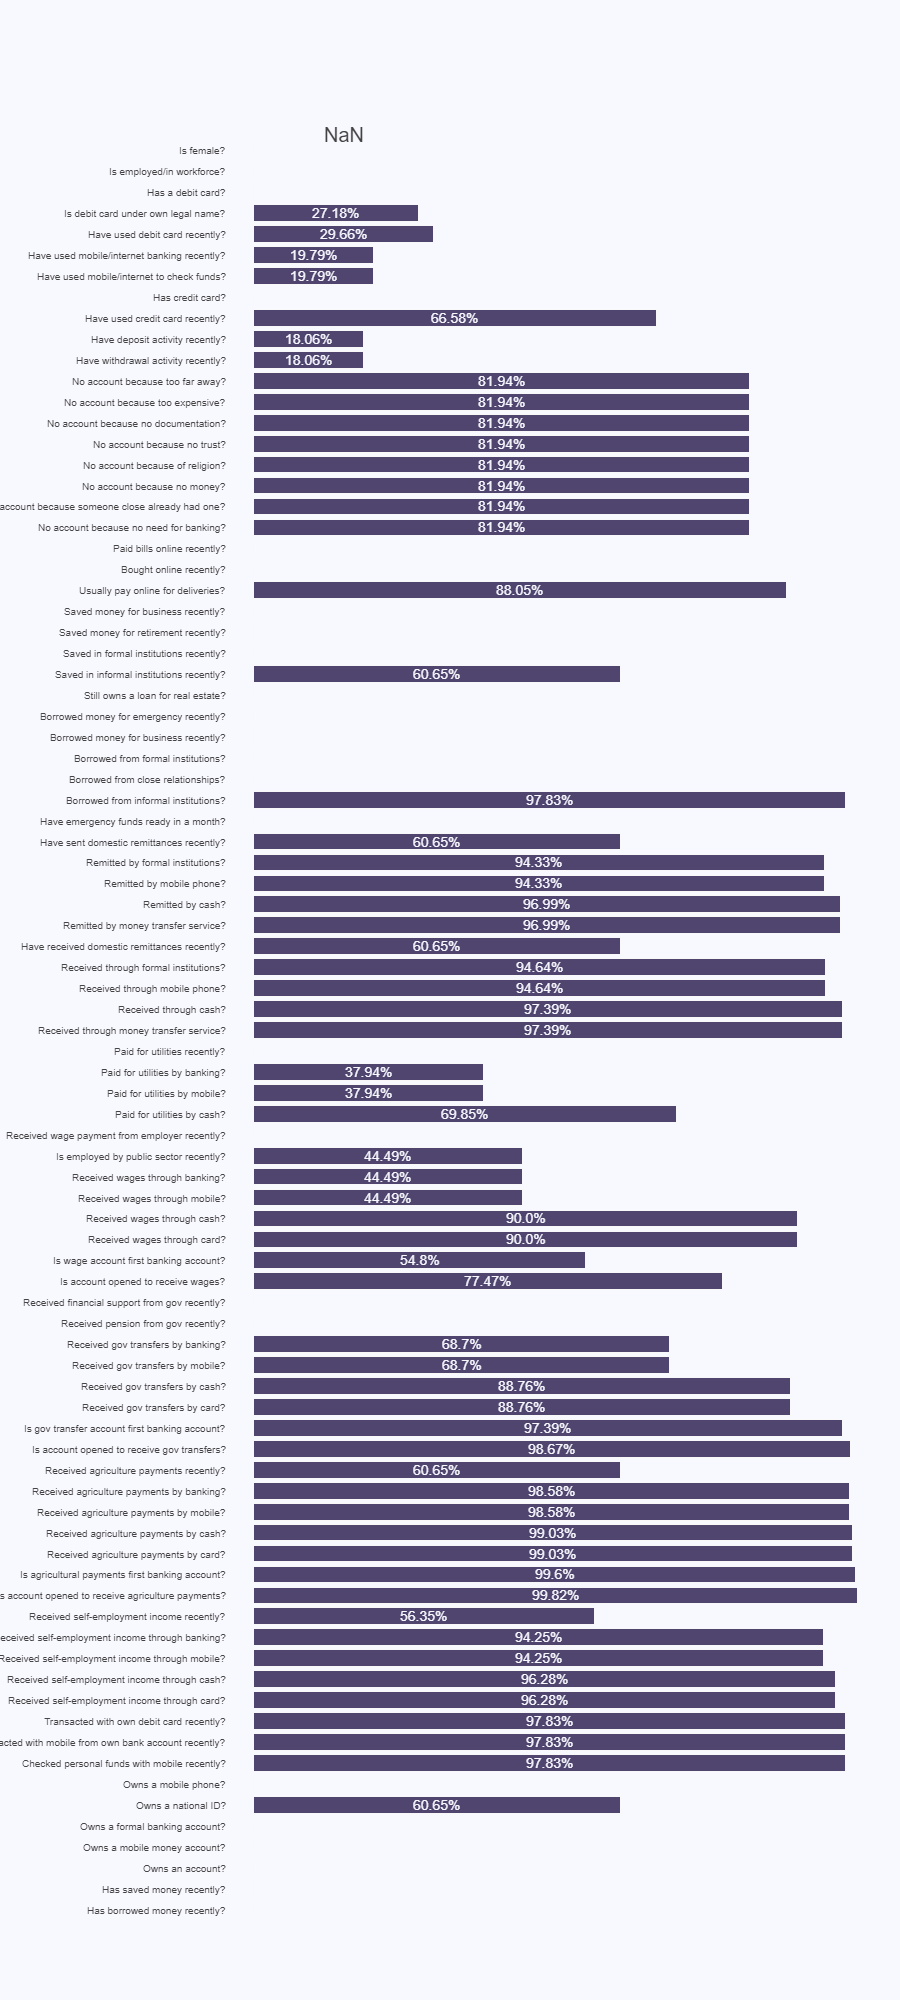 NaN
Is female?
Is employed/in workforce?
Has a debit card?
Is debit card under own legal name? 27.18%
Have used debit card recently? 29.66%
Have used mobile/internet banking recently? 19.79%
Have used mobile/internet to check funds? 19.79%
Has credit card?
Have used credit card recently? 66.58%
Have deposit activity recently? 18.06%
Have withdrawal activity recently? 18.06%
No account because too far away? 81.94%
No account because too expensive? 81.94%
No account because no documentation? 81.94%
No account because no trust? 81.94%
No account because of religion? 81.94%
No account because no money? 81.94%
account because someone close already had one? 81.94%
No account because no need for banking? 81.94%
Paid bills online recently?
Bought online recently?
Usually pay online for deliveries? 88.05%
Saved money for business recently?
Saved money for retirement recently?
Saved in formal institutions recently?
Saved in informal institutions recently? 60.65%
Still owns a loan for real estate?
Borrowed money for emergency recently?
Borrowed money for business recently?
Borrowed from formal institutions?
Borrowed from close relationships?
Borrowed from informal institutions? 97.83%
Have emergency funds ready in a month?
Have sent domestic remittances recently? 60.65%
Remitted by formal institutions? 94.33%
Remitted by mobile phone? 94.33%
Remitted by cash? 96.99%
Remitted by money transfer service? 96.99%
Have received domestic remittances recently? 60.65%
Received through formal institutions? 94.64%
Received through mobile phone? 94.64%
Received through cash? 97.39%
Received through money transfer service? 97.39%
Paid for utilities recently?
Paid for utilities by banking? 37.94%
Paid for utilities by mobile? 37.94%
Paid for utilities by cash? 69.85%
Received wage payment from employer recently?
Is employed by public sector recently? 44.49%
Received wages through banking? 44.49%
Received wages through mobile? 44.49%
Received wages through cash? 90.0%
Received wages through card? 90.0%
Is wage account first banking account? 54.8%
Is account opened to receive wages? 77.47%
Received financial support from gov recently?
Received pension from gov recently?
Received gov transfers by banking? 68.7%
Received gov transfers by mobile? 68.7%
Received gov transfers by cash? 88.76%
Received gov transfers by card? 88.76%
Is gov transfer account first banking account? 97.39%
Is account opened to receive gov transfers? 98.67%
Received agriculture payments recently? 60.65%
Received agriculture payments by banking? 98.58%
Received agriculture payments by mobile? 98.58%
Received agriculture payments by cash? 99.03%
Received agriculture payments by card? 99.03%
Is agricultural payments first banking account? 99.6%
s account opened to receive agriculture payments? 99.82%
Received self-employment income recently? 56.35%
eceived self-employment income through banking? 94.25%
Received self-employment income through mobile? 94.25%
Received self-employment income through cash? 96.28%
Received self-employment income through card? 96.28%
Transacted with own debit card recently? 97.83%
acted with mobile from own bank account recently? 97.83%
Checked personal funds with mobile recently? 97.83%
Owns a mobile phone?
Owns a national ID? 60.65%
Owns a formal banking account?
Owns a mobile money account?
Owns an account?
Has saved money recently?
Has borrowed money recently?